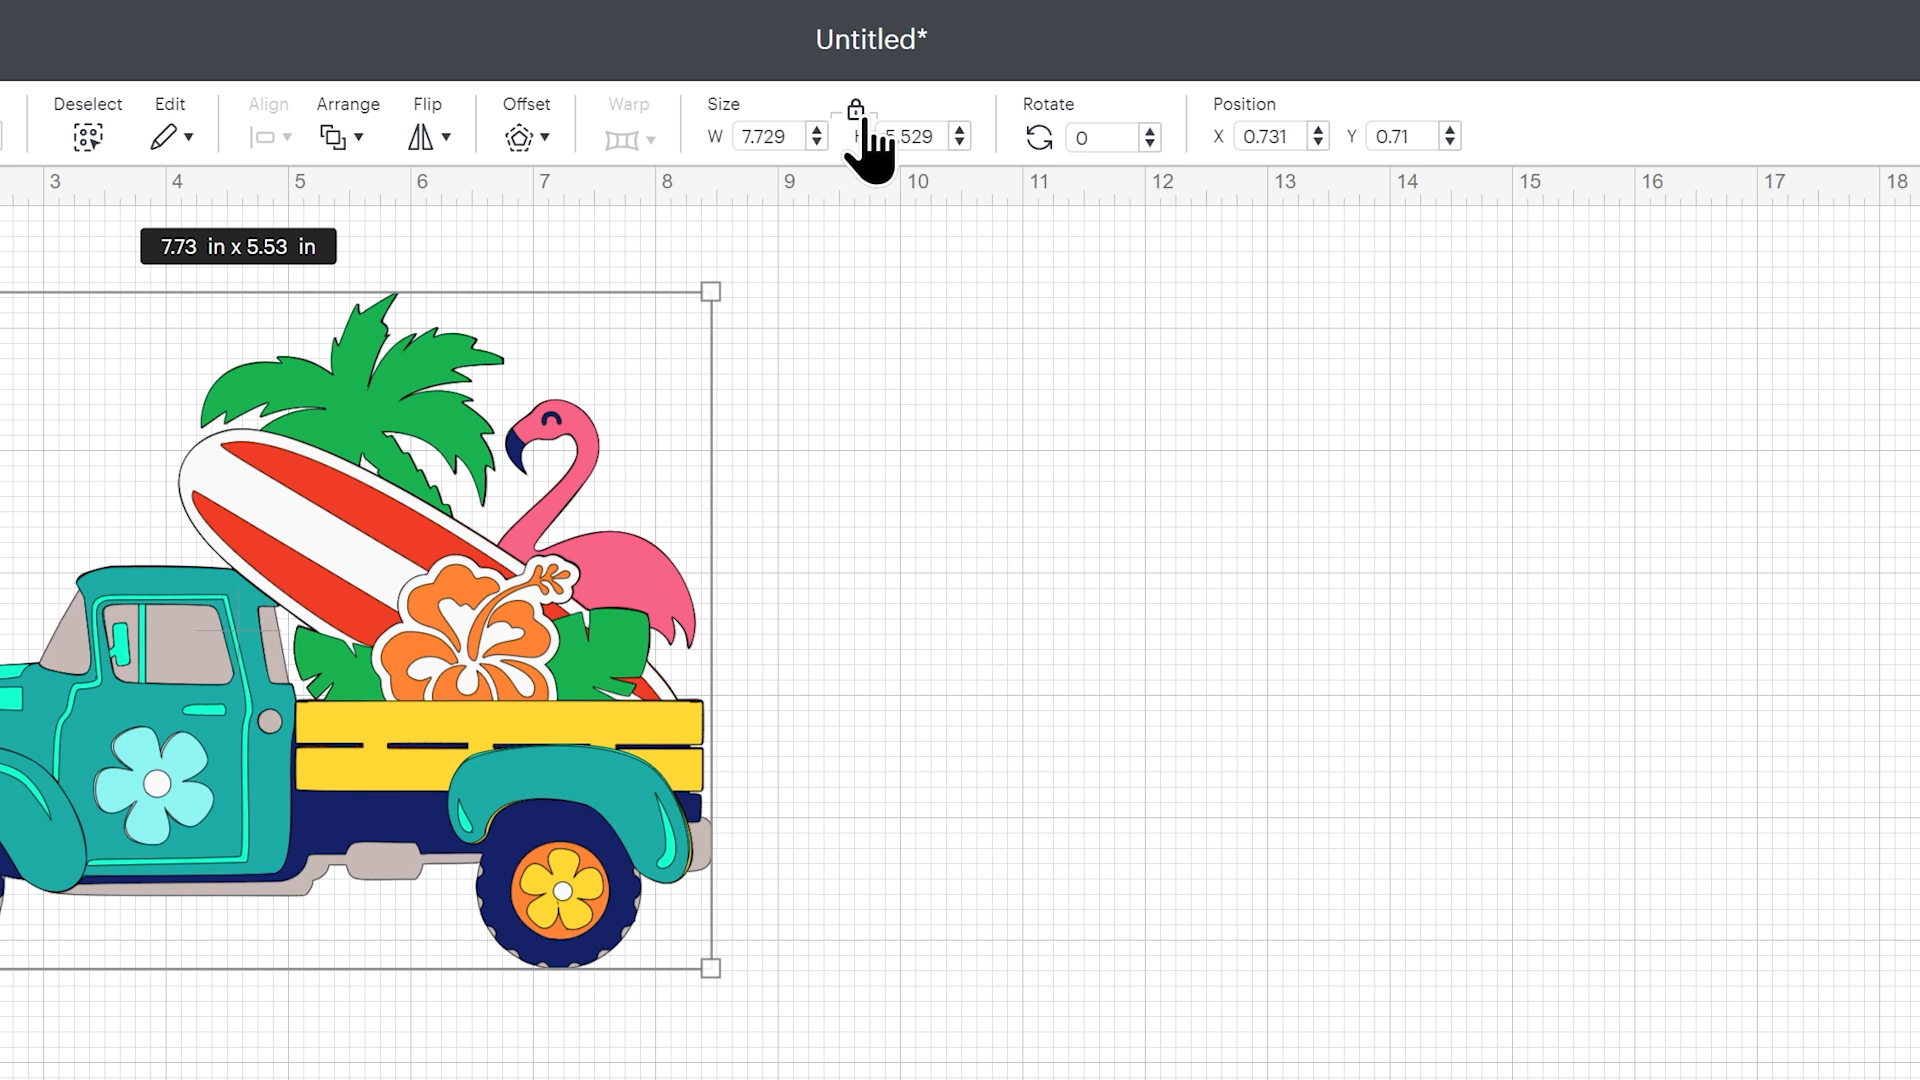 Untitled*
Deselect Edit Align Arrange Flip Offset Warp Size Rotate Position
W 7.729 5.529 0 X 0.731 Y 0.71
3 4 5 6 7 8 9 10 11 12 13 14 15 16 17 18
7.73 in x 5.53 in